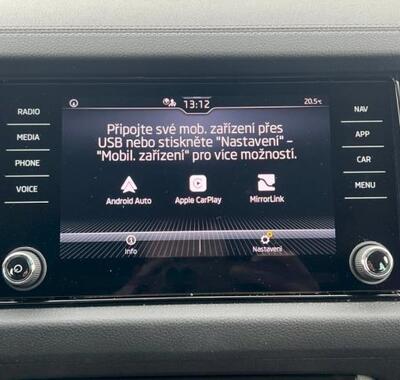 13:12
20.5°C
RADIO
NAV
MEDIA
APP
PHONE
CAR
VOICE
MENU
Připojte své mob. zařízení přes
USB nebo stiskněte "Nastavení" –
"Mobil. zařízení" pro více možností.
Android Auto
Apple CarPlay
MirrorLink
Info
Nastavení